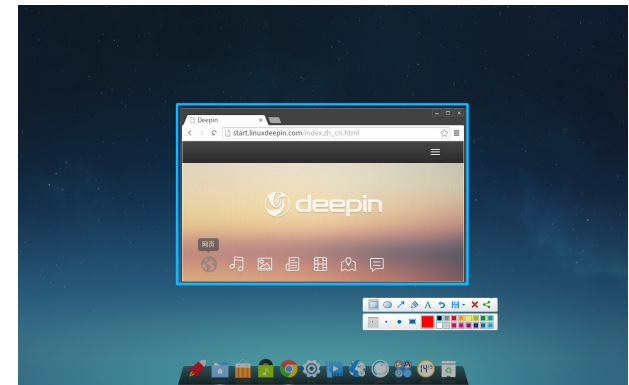 Deepin
start.linuxdeepin.com/index.zh_cn.html
deepin
网页
A